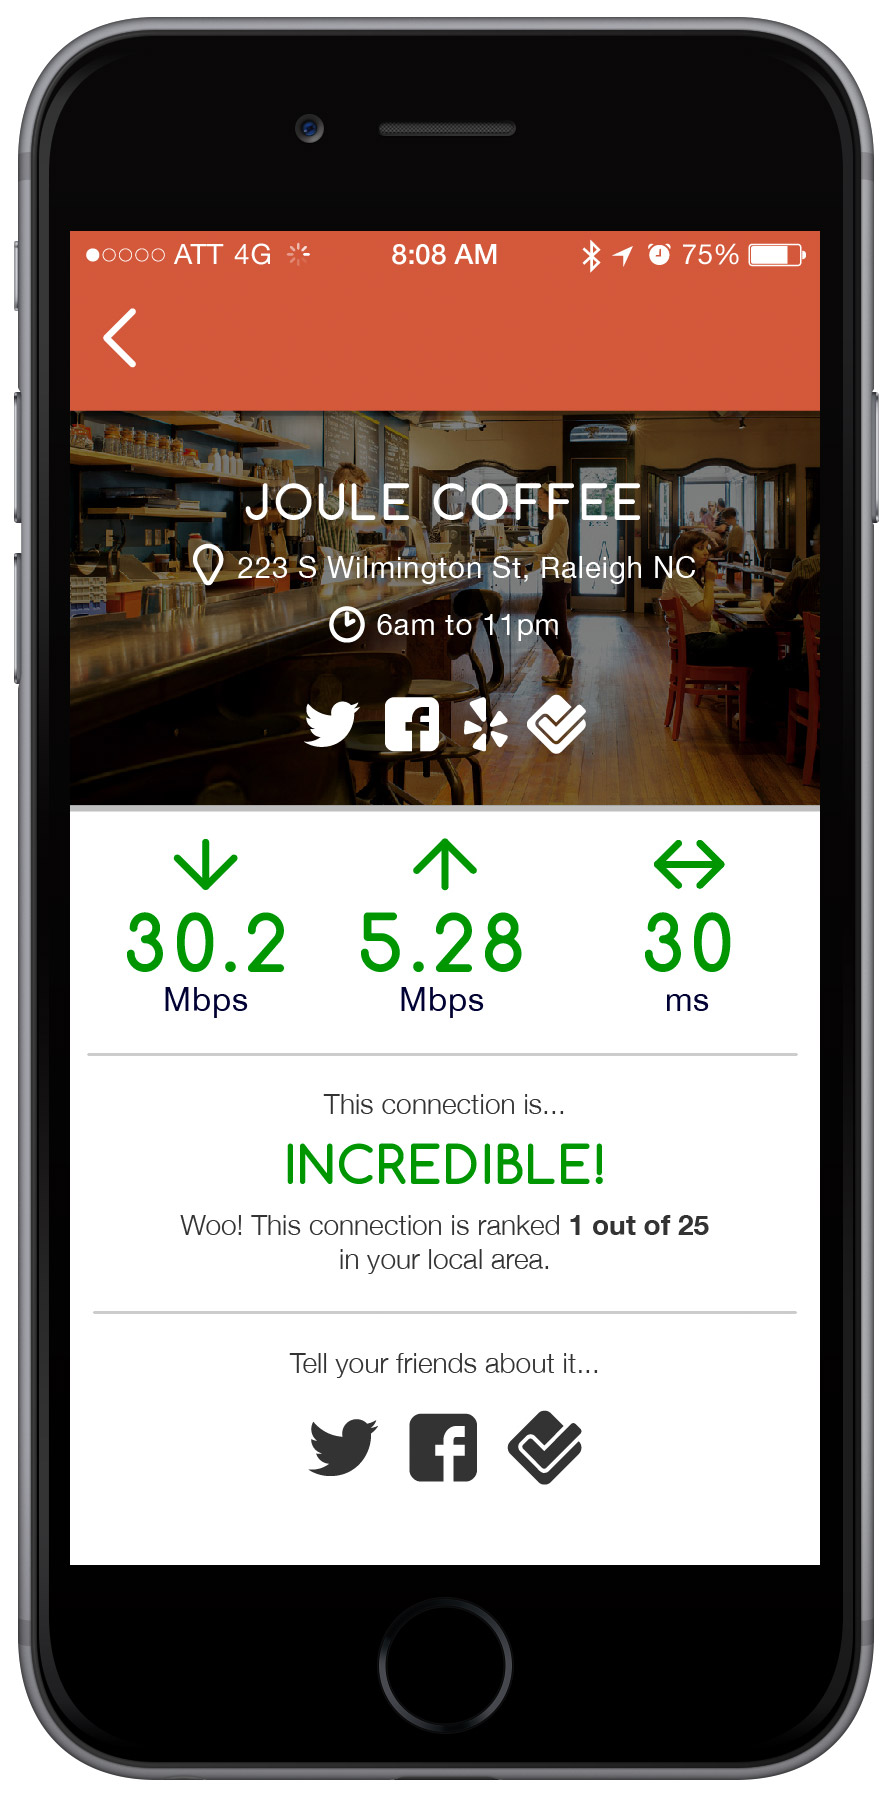 ATT 4G 8:08 AM 75%
JOULE COFFEE
223 S Wilmington St, Raleigh NC
6am to 11pm
30.2 5.28 30
Mbps Mbps ms
This connection is...
INCREDIBLE!
Woo! This connection is ranked 1 out of 25
in your local area.
Tell your friends about it...